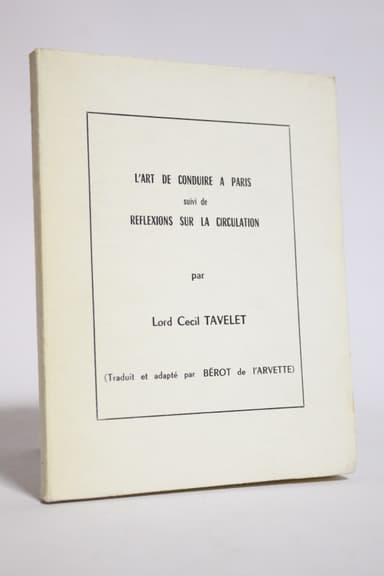 L'ART DE CONDUIRE A PARIS
suivi de
REFLEXIONS SUR LA CIRCULATION
par
Lord Cecil TAVELET
(Traduit et adapté par BÉROT de l'ARVETTE)